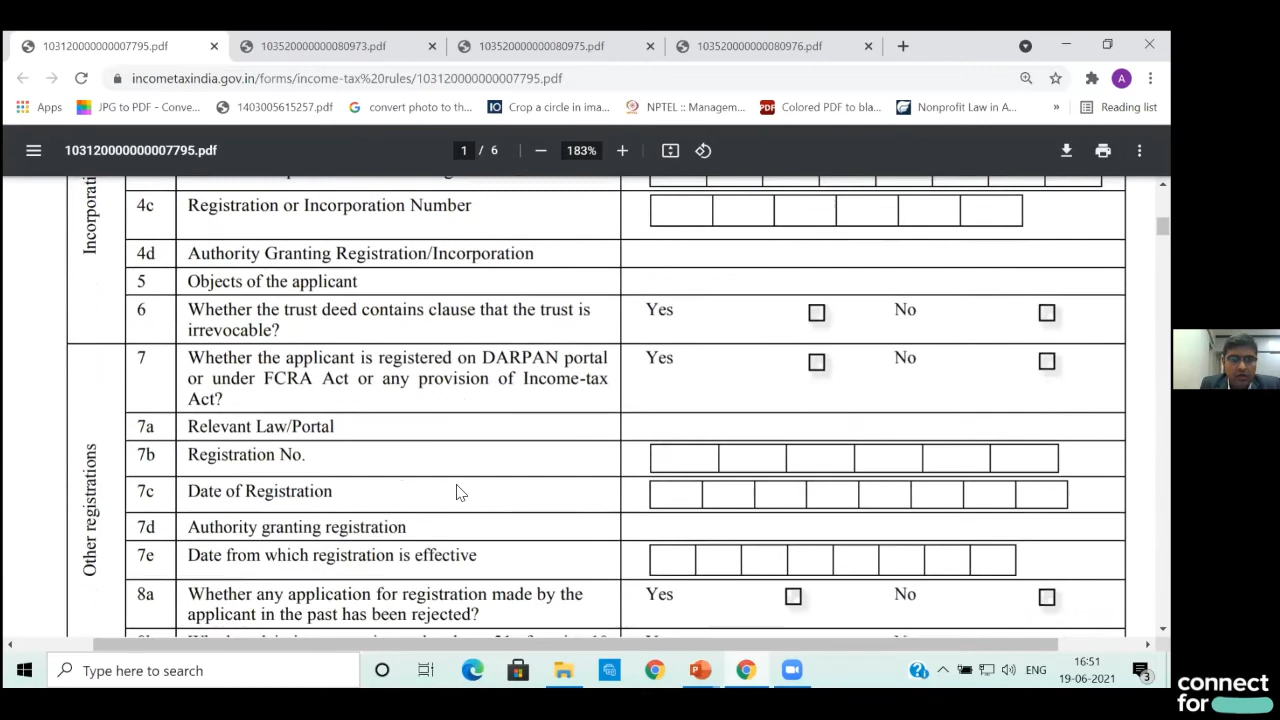 103120000000007795.pdf
103520000000080973.pdf
103520000000080975.pdf
103520000000080976.pdf
incometaxindia.gov.in/forms/income-tax%20rules/103120000000007795.pdf
A
Apps
JPG to PDF - Conve...
1403005615257.pdf
convert photo to th...
Crop a circle in ima...
NPTEL :: Managem...
Colored PDF to bla...
Nonprofit Law in A...
»
Reading list
103120000000007795.pdf
1 / 6
183%
Incorporati
4c Registration or Incorporation Number
4d Authority Granting Registration/Incorporation
5 Objects of the applicant
6 Whether the trust deed contains clause that the trust is irrevocable? Yes No
Other registrations
7 Whether the applicant is registered on DARPAN portal Yes No
or under FCRA Act or any provision of Income-tax
Act?
7a Relevant Law/Portal
7b Registration No.
7c Date of Registration
7d Authority granting registration
7e Date from which registration is effective
8a Whether any application for registration made by the Yes No
applicant in the past has been rejected?
Type here to search
ENG
16:51
19-06-2021
3
connect
for